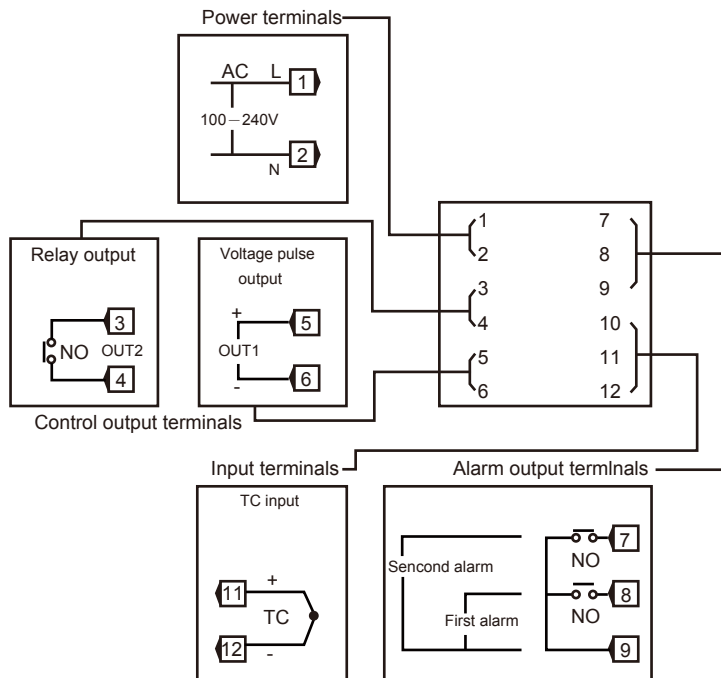 Power terminals
AC L 1
100－240V
N 2
Relay output
3
NO OUT2
4
Voltage pulse
output
+ 5
OUT1
- 6
Control output terminals
1 7
2 8
3 9
4 10
5 11
6 12
Input terminals
TC input
11 +
TC
12 -
Alarm output termlnals
7
NO
Sencond alarm
8
NO
First alarm
9